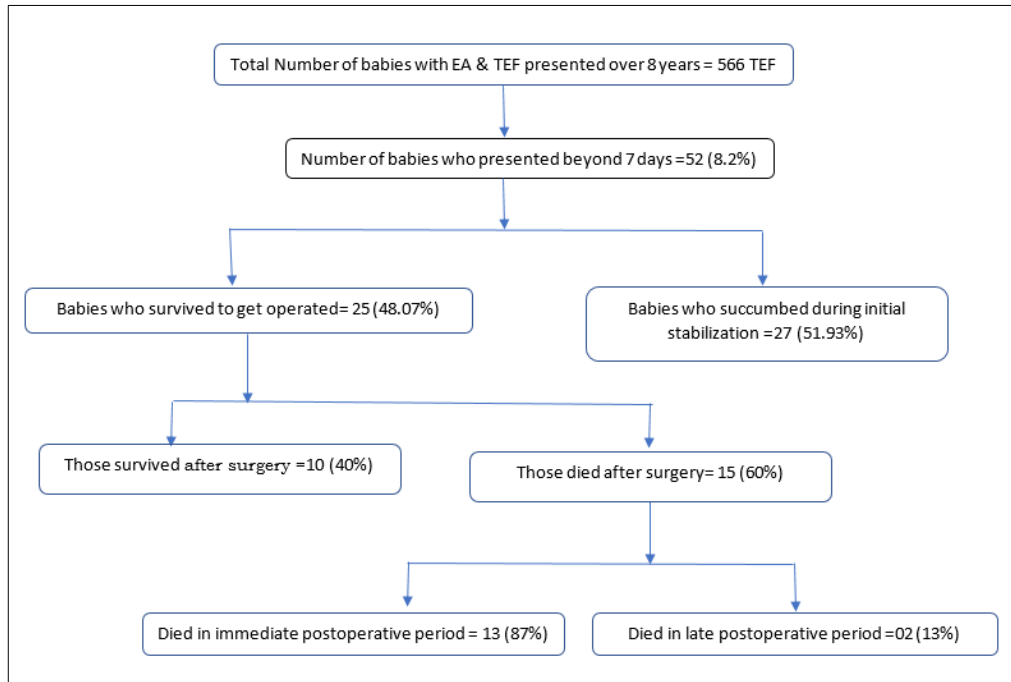 Total Number of babies with EA & TEF presented over 8 years = 566 TEF
Number of babies who presented beyond 7 days =52 (8.2%)
Babies who survived to get operated= 25 (48.07%)
Babies who succumbed during initial
stabilization =27 (51.93%)
Those survived after surgery =10 (40%)
Those died after surgery= 15 (60%)
Died in immediate postoperative period = 13 (87%)
Died in late postoperative period =02 (13%)